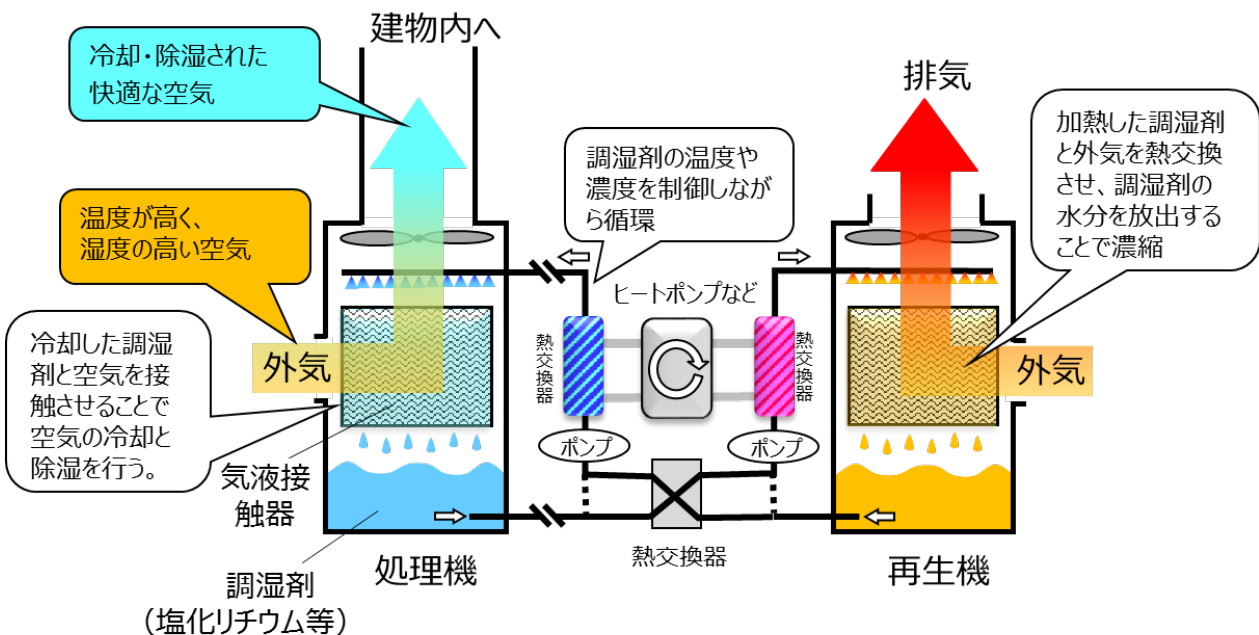 建物内へ
冷却・除湿された
快適な空気
排気
加熱した調湿剤
と外気を熱交換
させ、調湿剤の
水分を放出する
ことで濃縮
調湿剤の温度や
濃度を制御しなが
ら循環
温度が高く、
湿度の高い空気
ヒートポンプなど
冷却した調湿
剤と空気を接
触させることで
空気の冷却と
除湿を行う。
外気
熱交換器
熱交換器
外気
ポンプ
ポンプ
気液接
触器
熱交換器
処理機
再生機
調湿剤
（塩化リチウム等）